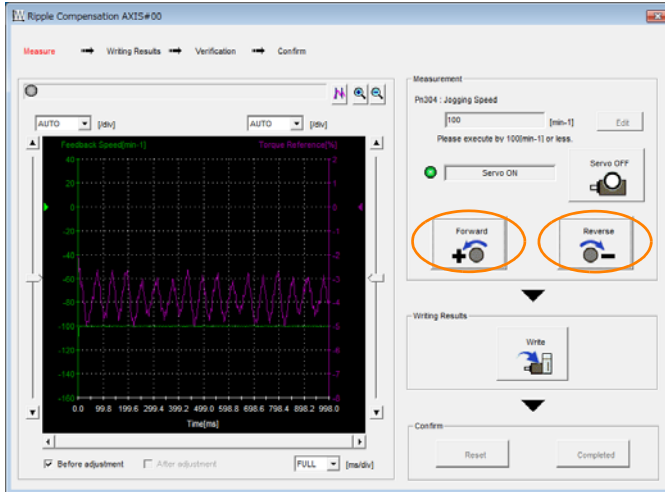 Ripple Compensation AXIS#00
Measure Writing Results Verification Confirm
AUTO [/div] AUTO [/div]
Feedback Speed[min-1] Torque Reference[%]
40 2
20 1
0 0
-20 -1
-40 -2
-60 -3
-80 -4
-100 -5
-120 -6
-140 -7
-160 -8
0.0 99.8 199.6 299.4 399.2 499.0 598.8 698.6 798.4 898.2 998.0
Time[ms]
Before adjustment After adjustment FULL [ms/div]
Measurement
Pn304 : Jogging Speed
100 [min-1] Edit
Please execute by 100[min-1] or less.
Servo ON Servo OFF
Forward Reverse
Writing Results
Write
Confirm
Reset Completed